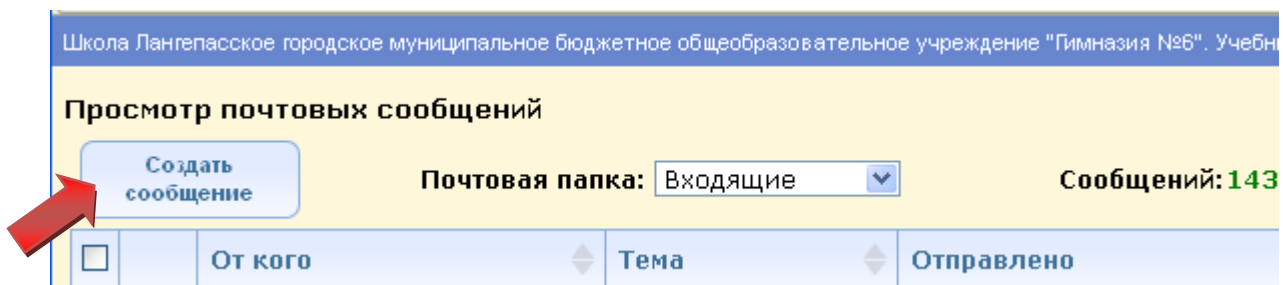 Школа Лангепасское городское муниципальное бюджетное общеобразовательное учреждение "Гимназия №6". Учебн
Просмотр почтовых сообщений
Создать
сообщение
Почтовая папка: Входящие
Сообщений: 143
От кого Тема Отправлено